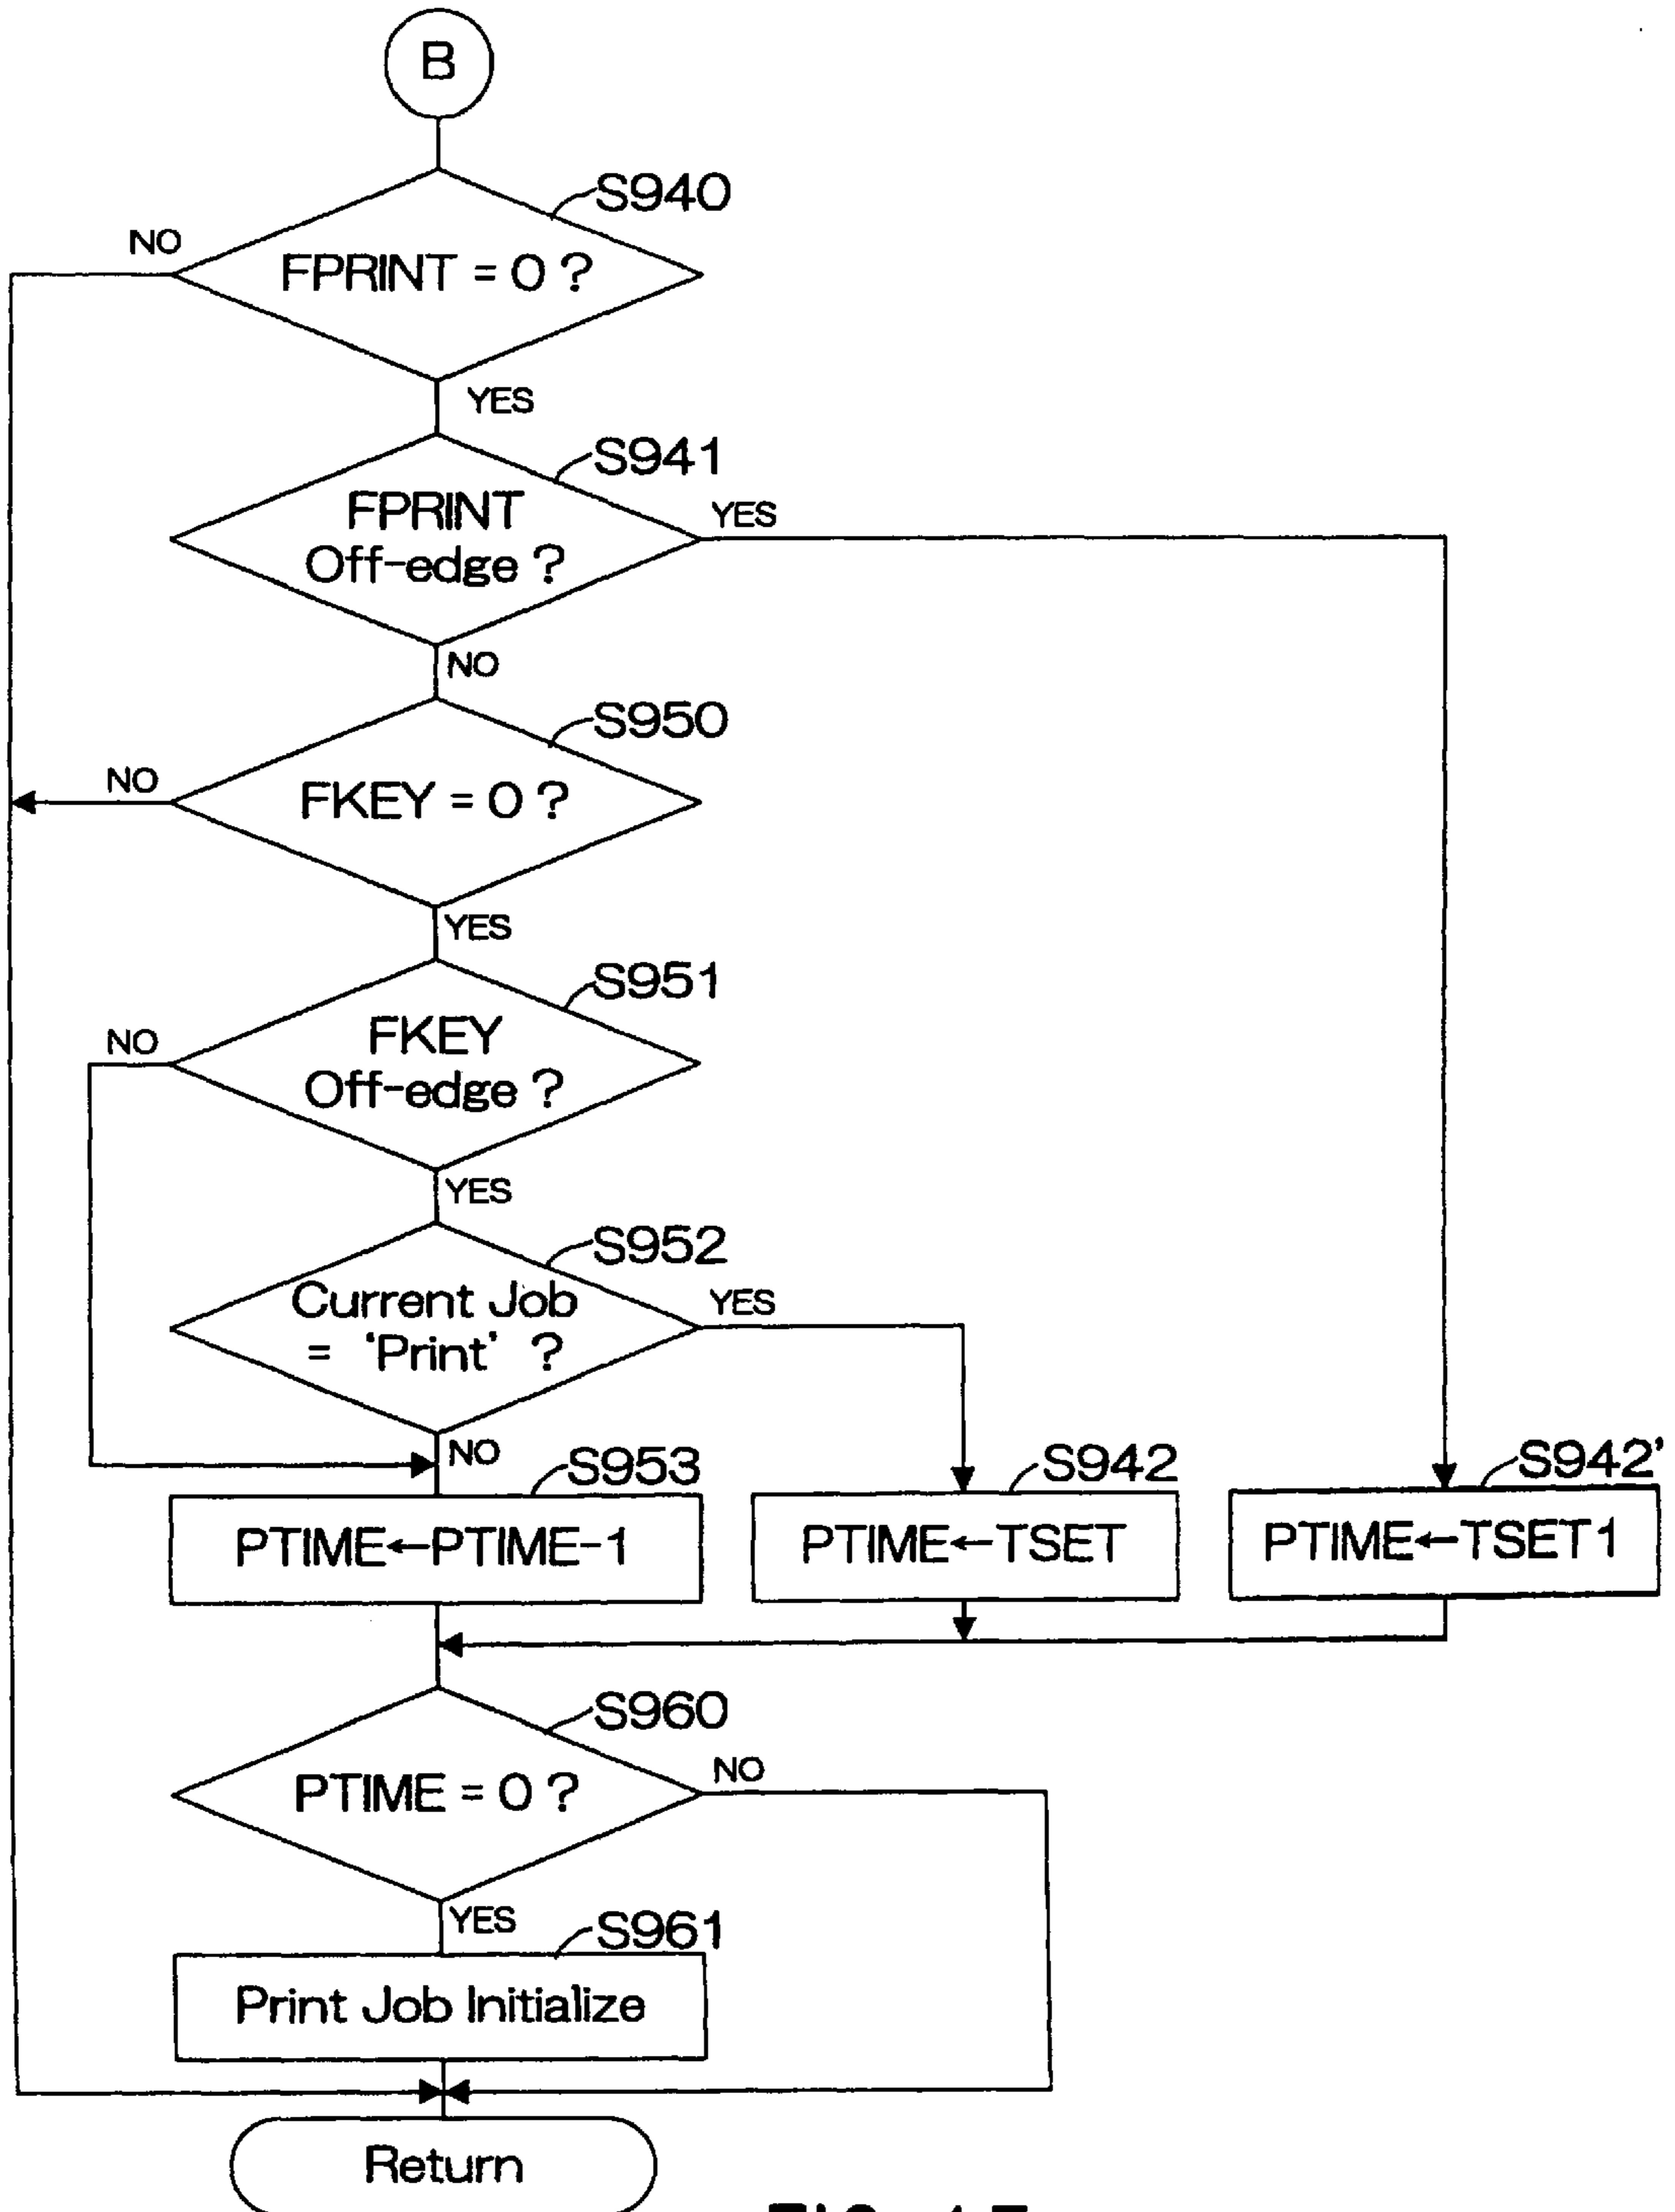 B
S940
NO
FPRINT = 0 ?
YES
S941
FPRINT
Off-edge ?
YES
NO
S950
NO
FKEY = 0 ?
YES
S951
NO
FKEY
Off-edge ?
YES
S952
Current Job
= 'Print' ?
YES
NO
S953
PTIME←PTIME-1
S942
PTIME←TSET
S942'
PTIME←TSET1
S960
PTIME = 0 ?
NO
YES
S961
Print Job Initialize
Return